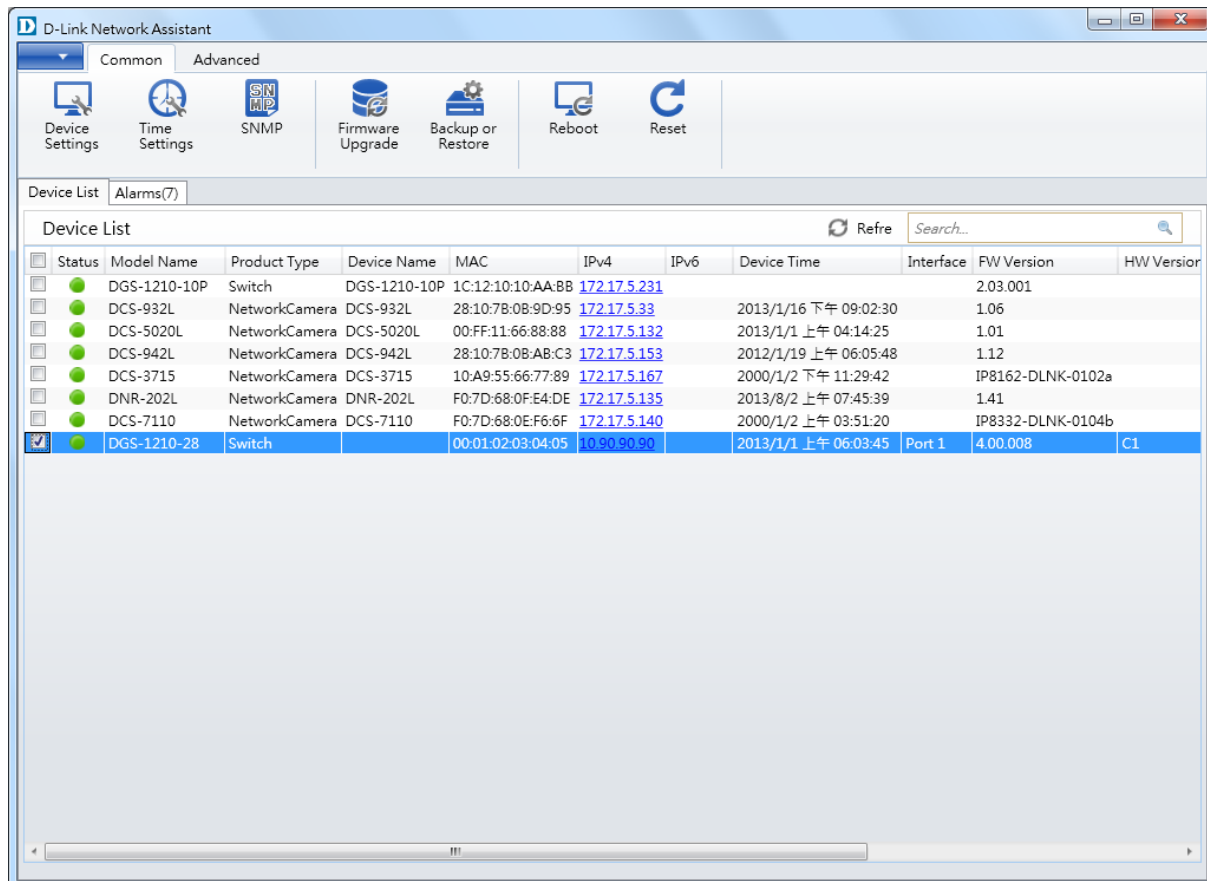 D-Link Network Assistant
Common Advanced
Device Settings Time Settings SNMP Firmware Upgrade Backup or Restore Reboot Reset
Device List Alarms(7)
Device List Refre Search...
Status Model Name Product Type Device Name MAC IPv4 IPv6 Device Time Interface FW Version HW Version
DGS-1210-10P Switch DGS-1210-10P 1C:12:10:10:AA:BB 172.17.5.231 2.03.001
DCS-932L NetworkCamera DCS-932L 28:10:7B:0B:9D:95 172.17.5.33 2013/1/16 下午 09:02:30 1.06
DCS-5020L NetworkCamera DCS-5020L 00:FF:11:66:88:88 172.17.5.132 2013/1/1 上午 04:14:25 1.01
DCS-942L NetworkCamera DCS-942L 28:10:7B:0B:AB:C3 172.17.5.153 2012/1/19 上午 06:05:48 1.12
DCS-3715 NetworkCamera DCS-3715 10:A9:55:66:77:89 172.17.5.167 2000/1/2 下午 11:29:42 IP8162-DLNK-0102a
DNR-202L NetworkCamera DNR-202L F0:7D:68:0F:E4:DE 172.17.5.135 2013/8/2 上午 07:45:39 1.41
DCS-7110 NetworkCamera DCS-7110 F0:7D:68:0E:F6:6F 172.17.5.140 2000/1/2 上午 03:51:20 IP8332-DLNK-0104b
DGS-1210-28 Switch 00:01:02:03:04:05 10.90.90.90 2013/1/1 上午 06:03:45 Port 1 4.00.008 C1